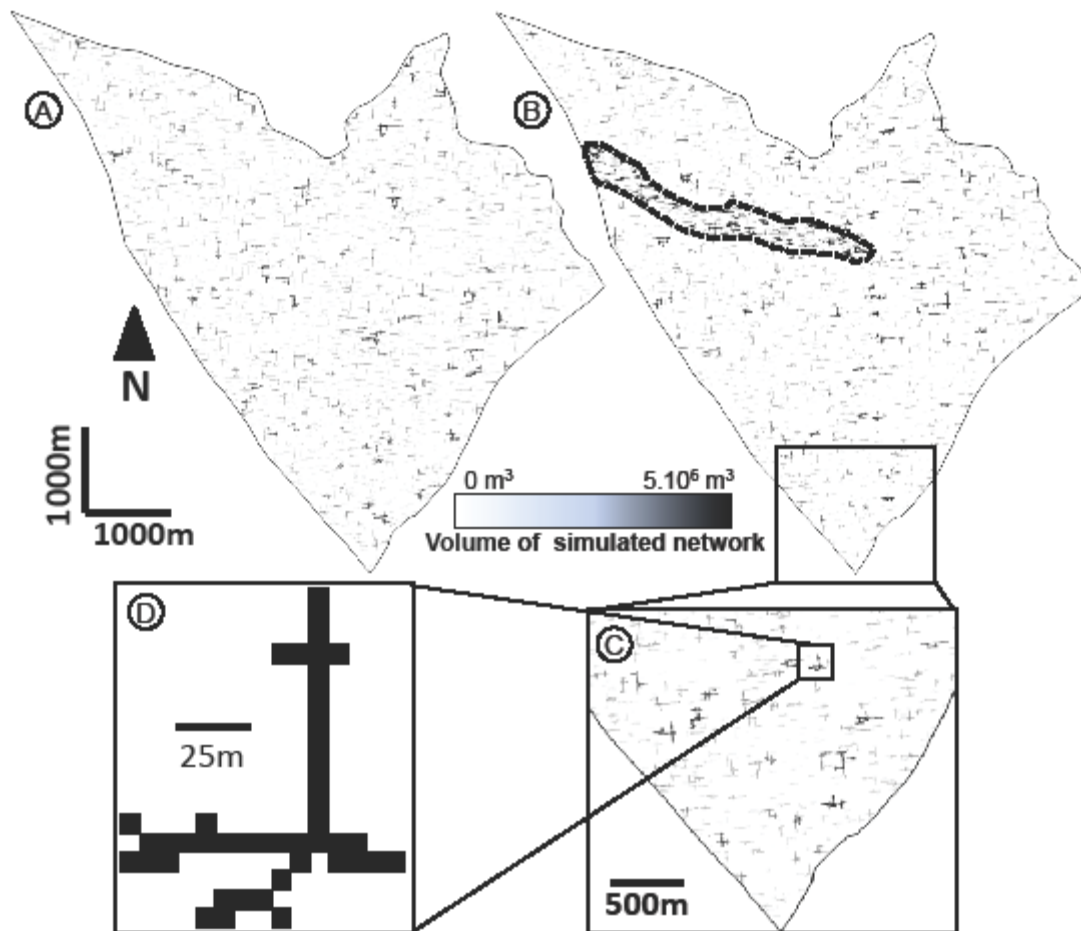 A
B
N
1000m
1000m
0 m³
5.10⁶ m³
Volume of simulated network
D
25m
C
500m